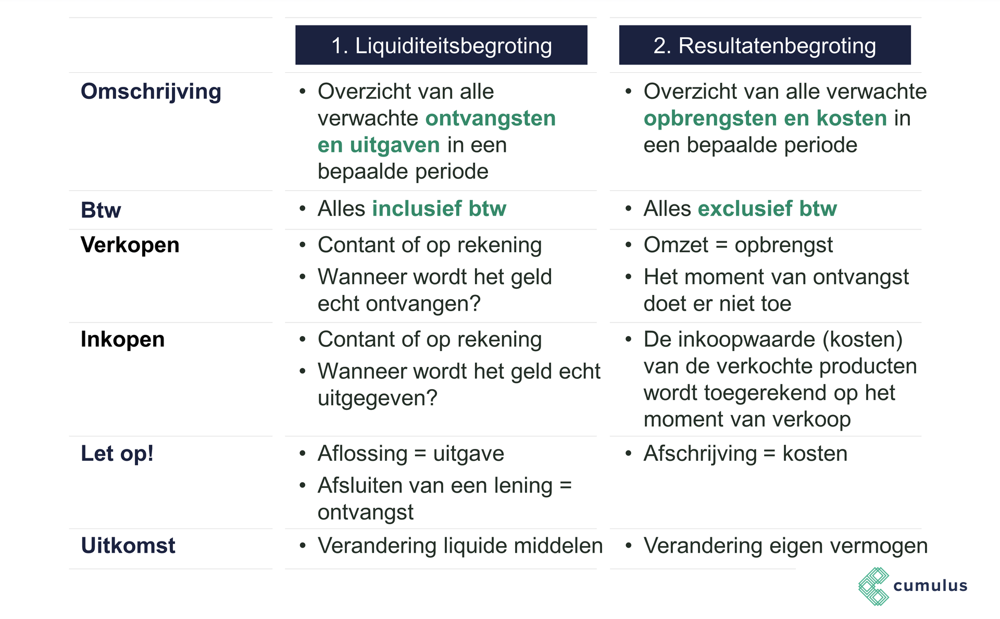 1. Liquiditeitsbegroting
2. Resultatenbegroting
Omschrijving
• Overzicht van alle
verwachte ontvangsten
en uitgaven in een
bepaalde periode
• Overzicht van alle verwachte
opbrengsten en kosten in
een bepaalde periode
Btw
• Alles inclusief btw
• Alles exclusief btw
Verkopen
• Contant of op rekening
• Wanneer wordt het geld
echt ontvangen?
• Omzet = opbrengst
• Het moment van ontvangst
doet er niet toe
Inkopen
• Contant of op rekening
• Wanneer wordt het geld echt
uitgegeven?
• De inkoopwaarde (kosten)
van de verkochte producten
wordt toegerekend op het
moment van verkoop
Let op!
• Aflossing = uitgave
• Afsluiten van een lening =
ontvangst
• Afschrijving = kosten
Uitkomst
• Verandering liquide middelen
• Verandering eigen vermogen
cumulus